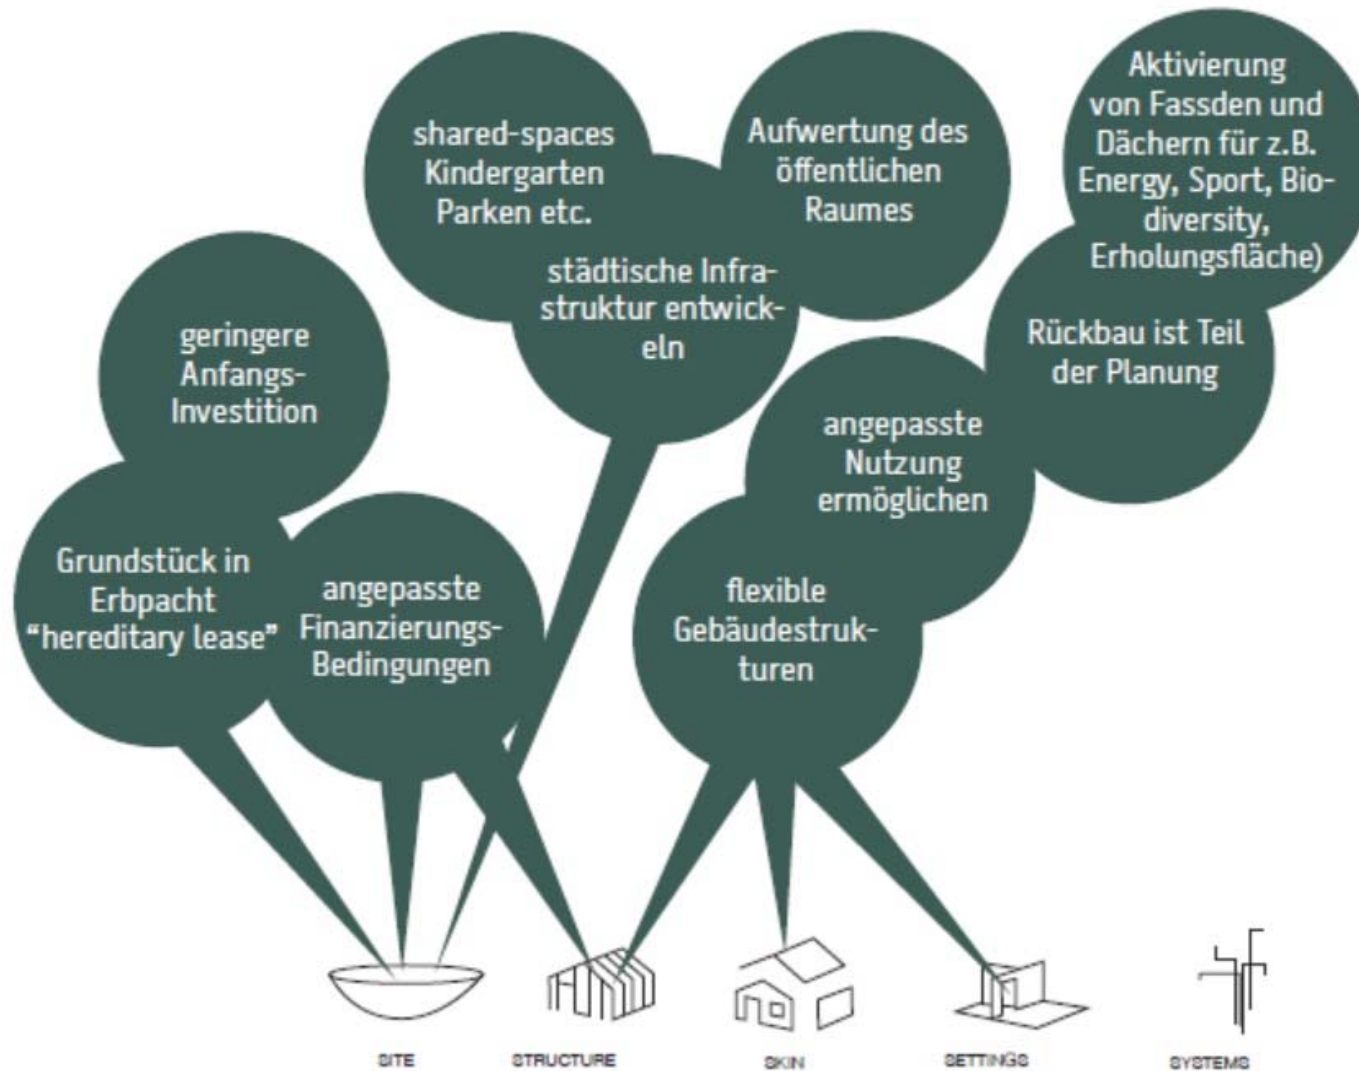 Aktivierung
von Fassden und
Dächern für z.B.
Energy, Sport, Bio-
diversity,
Erholungsfläche)
shared-spaces
Kindergarten
Parken etc.
Aufwertung des
öffentlichen
Raumes
städtische Infra-
struktur entwick-
eln
geringere
Anfangs-
Investition
Rückbau ist Teil
der Planung
angepasste
Nutzung
ermöglichen
Grundstück in
Erbpacht
“hereditary lease”
angepasste
Finanzierungs-
Bedingungen
flexible
Gebäudestruk-
turen
SITE
STRUCTURE
SKIN
SETTINGS
SYSTEMS